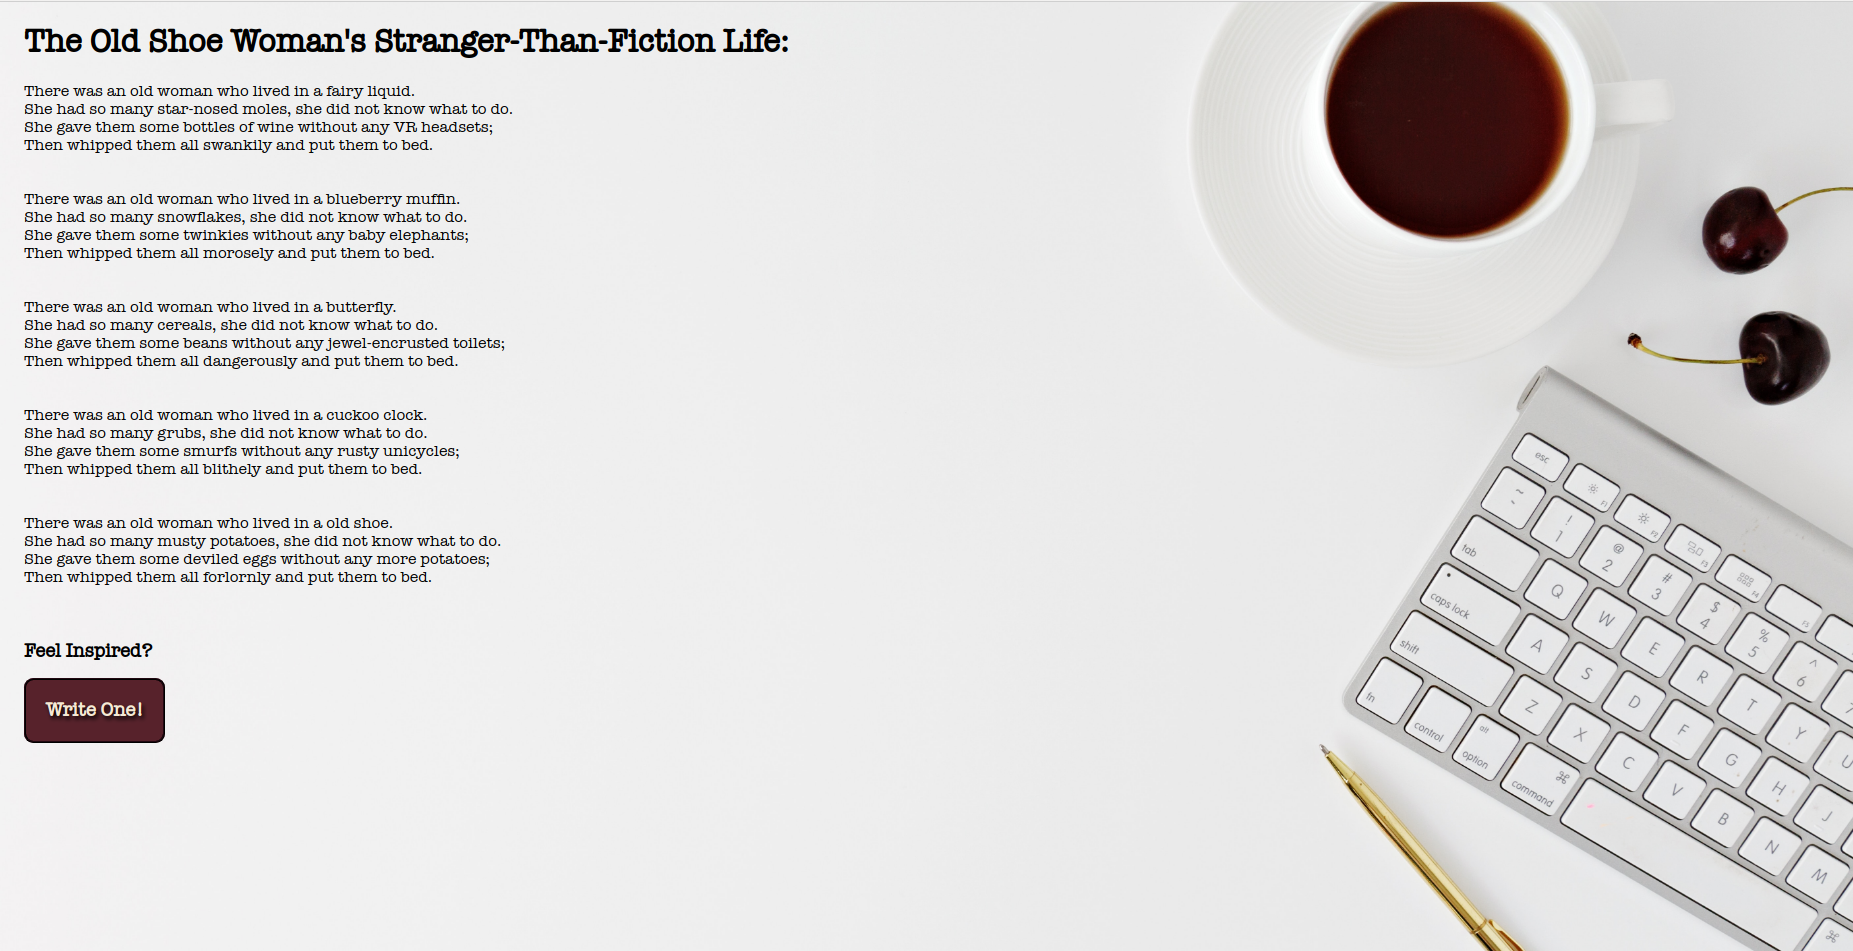 The Old Shoe Woman's Stranger-Than-Fiction Life:
There was an old woman who lived in a fairy liquid.
She had so many star-nosed moles, she did not know what to do.
She gave them some bottles of wine without any VR headsets;
Then whipped them all swankily and put them to bed.
There was an old woman who lived in a blueberry muffin.
She had so many snowflakes, she did not know what to do.
She gave them some twinkies without any baby elephants;
Then whipped them all morosely and put them to bed.
There was an old woman who lived in a butterfly.
She had so many cereals, she did not know what to do.
She gave them some beans without any jewel-encrusted toilets;
Then whipped them all dangerously and put them to bed.
There was an old woman who lived in a cuckoo clock.
She had so many grubs, she did not know what to do.
She gave them some smurfs without any rusty unicycles;
Then whipped them all blithely and put them to bed.
There was an old woman who lived in a old shoe.
She had so many musty potatoes, she did not know what to do.
She gave them some deviled eggs without any more potatoes;
Then whipped them all forlornly and put them to bed.
Feel Inspired?
Write One!
esc F1 F2 F3 F4 F5
~ ! 1 @ 2 # 3 $ 4 % 5 ^ 6 7
tab Q W E R T Y U
caps lock A S D F G H J
shift Z X C V B N M
fn control alt option ⌘ command ⌘